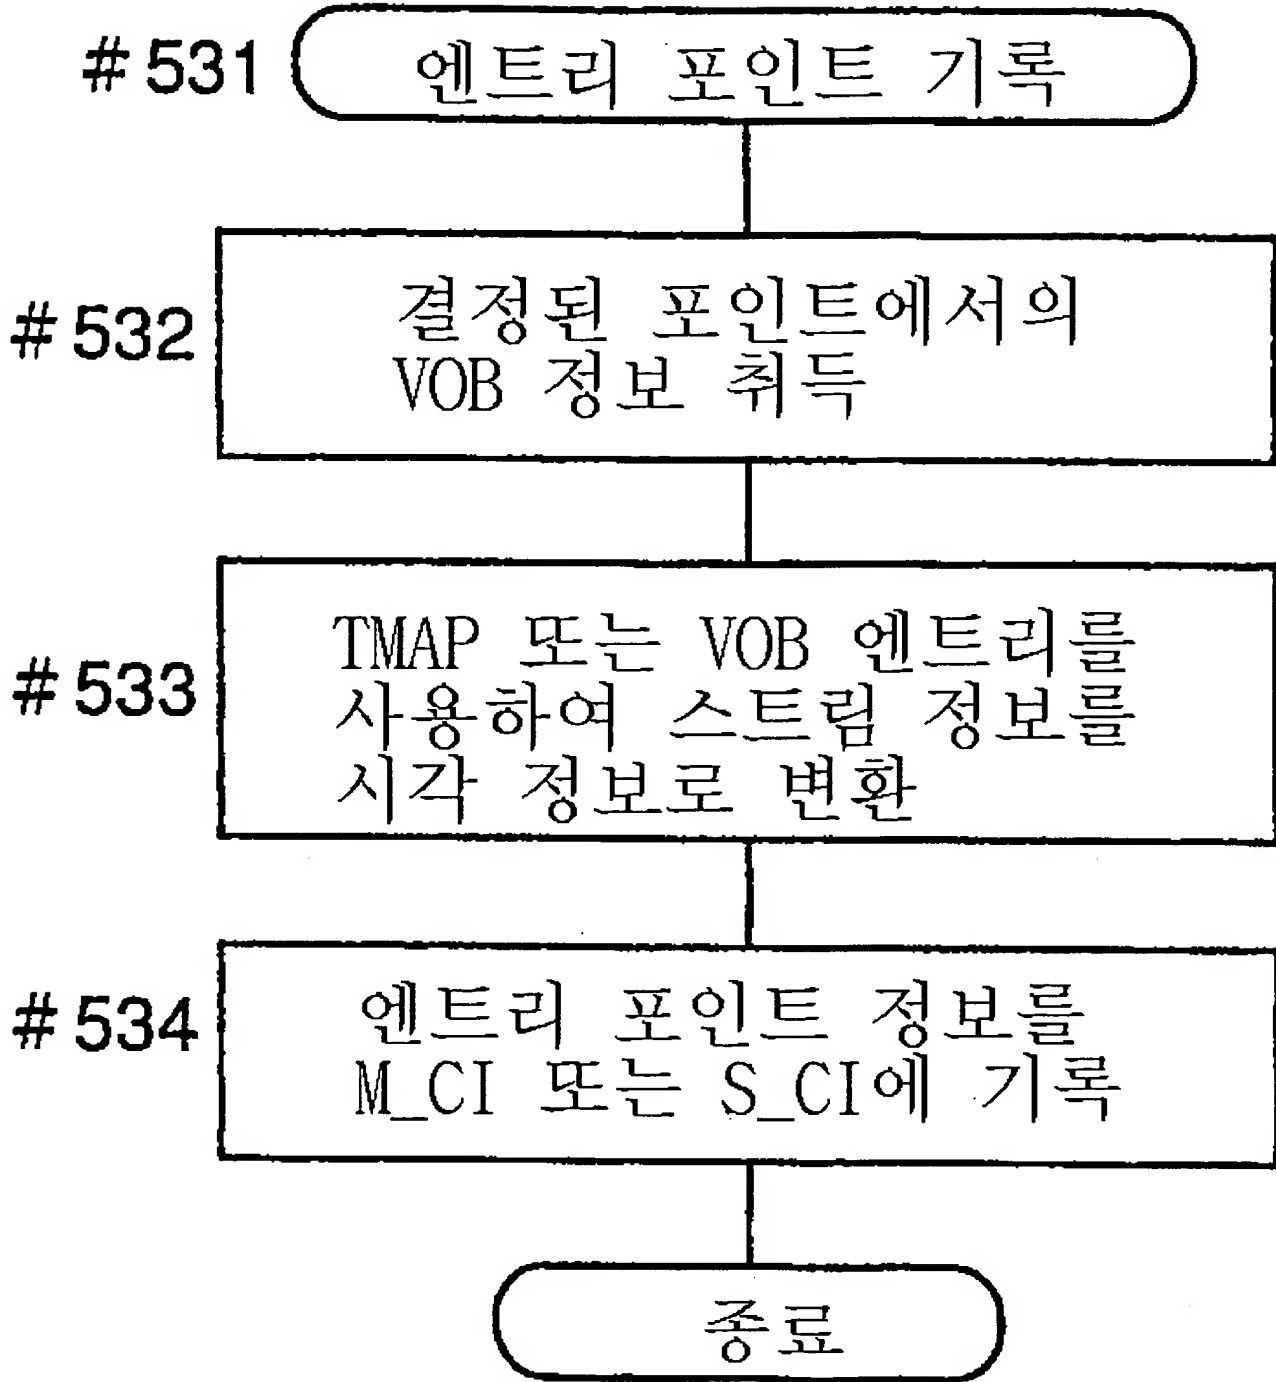 #531 엔트리 포인트 기록
#532 결정된 포인트에서의
VOB 정보 취득
TMAP 또는 VOB 엔트리를
#533 사용하여 스트림 정보를
시각 정보로 변환
#534 엔트리 포인트 정보를
M_CI 또는 S_CI에 기록
종료